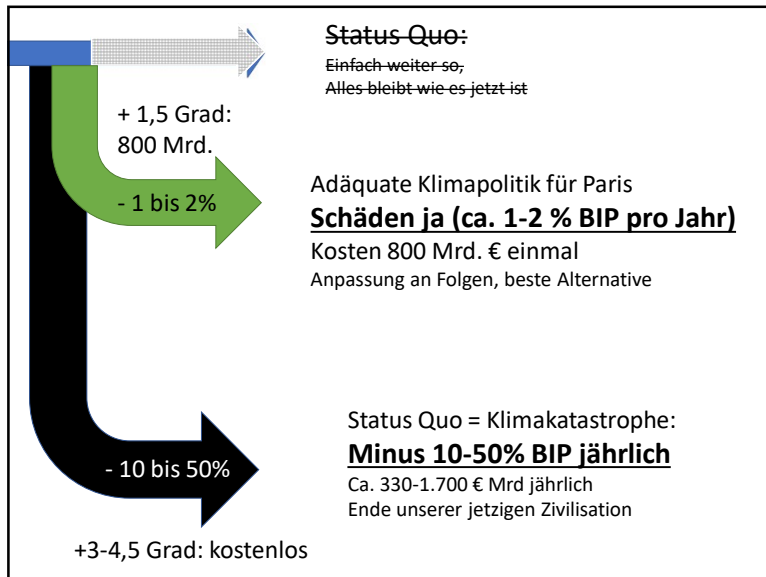 Status Quo:
Einfach weiter so,
Alles bleibt wie es jetzt ist
+ 1,5 Grad:
800 Mrd.
- 1 bis 2%
Adäquate Klimapolitik für Paris
Schäden ja (ca. 1-2 % BIP pro Jahr)
Kosten 800 Mrd. € einmal
Anpassung an Folgen, beste Alternative
Status Quo = Klimakatastrophe:
Minus 10-50% BIP jährlich
Ca. 330-1.700 € Mrd jährlich
Ende unserer jetzigen Zivilisation
- 10 bis 50%
+3-4,5 Grad: kostenlos